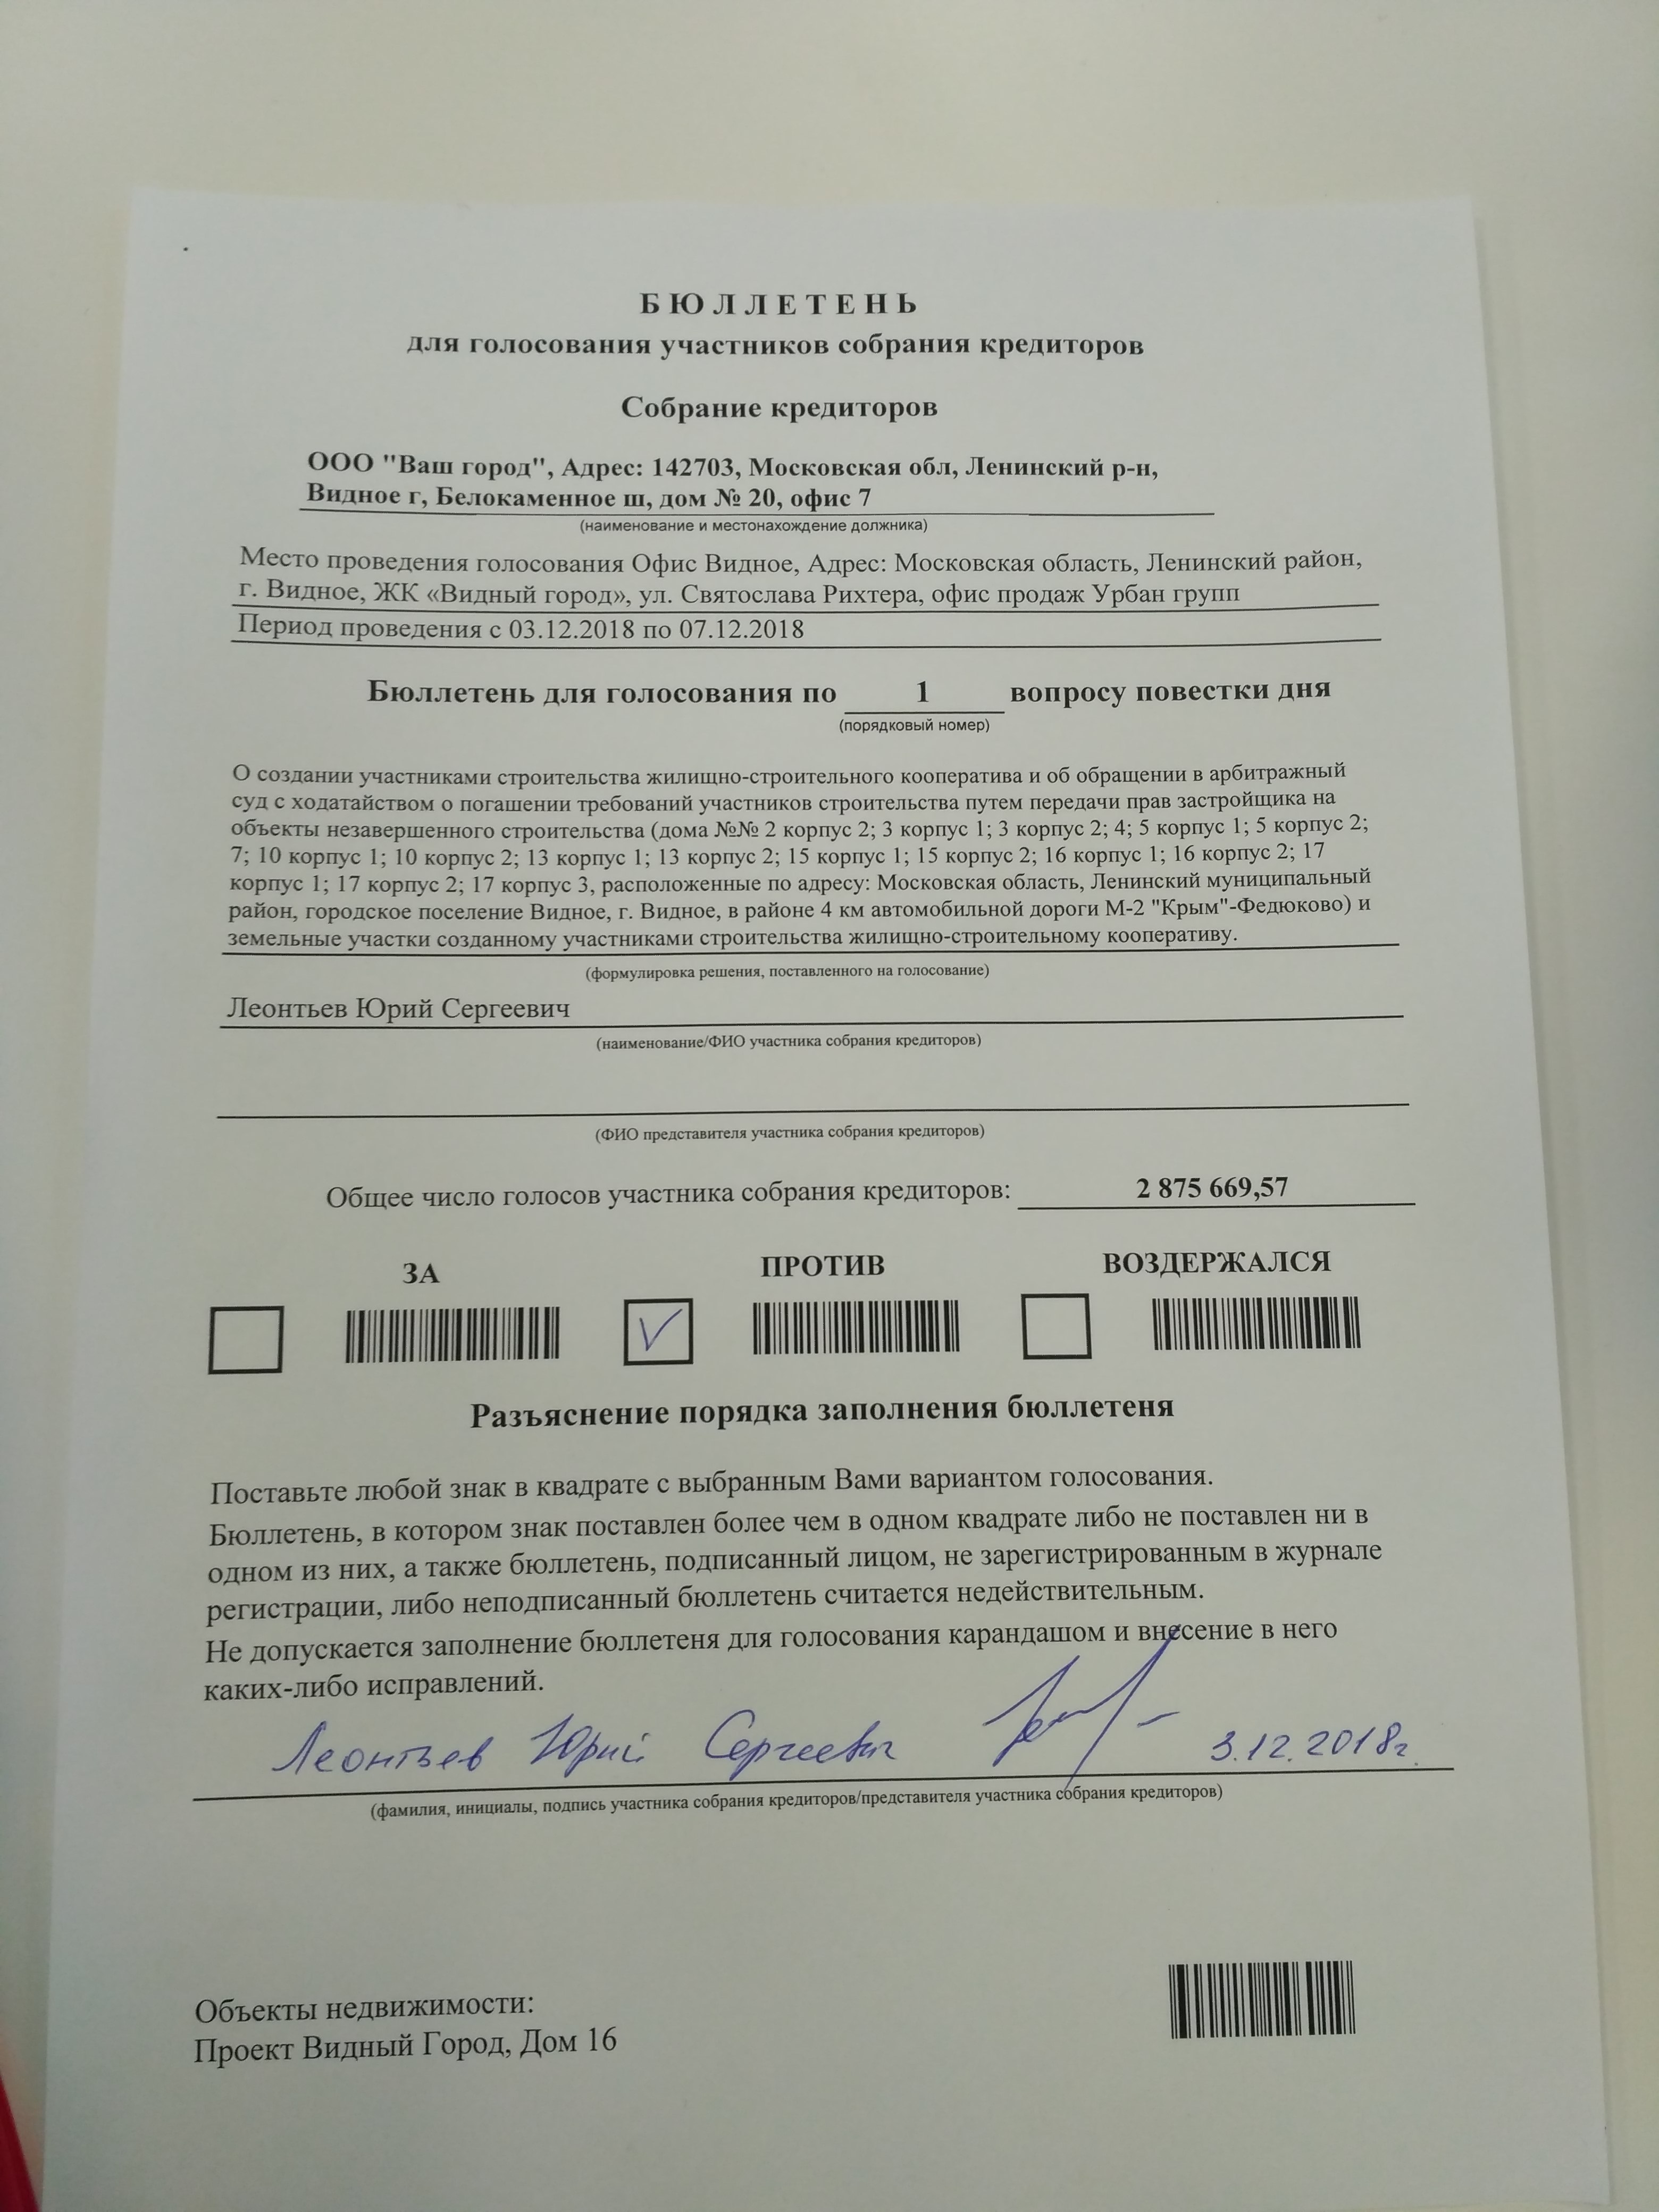 БЮЛЛЕТЕНЬ
для голосования участников собрания кредиторов
Собрание кредиторов
ООО "Ваш город", Адрес: 142703, Московская обл, Ленинский р-н,
Видное г, Белокаменное ш, дом № 20, офис 7
(наименование и местонахождение должника)
Место проведения голосования Офис Видное, Адрес: Московская область, Ленинский район,
г. Видное, ЖК «Видный город», ул. Святослава Рихтера, офис продаж Урбан групп
Период проведения с 03.12.2018 по 07.12.2018
Бюллетень для голосования по 1 вопросу повестки дня
(порядковый номер)
О создании участниками строительства жилищно-строительного кооператива и об обращении в арбитражный
суд с ходатайством о погашении требований участников строительства путем передачи прав застройщика на
объекты незавершенного строительства (дома №№ 2 корпус 2; 3 корпус 1; 3 корпус 2; 4; 5 корпус 1; 5 корпус 2;
7; 10 корпус 1; 10 корпус 2; 13 корпус 1; 13 корпус 2; 15 корпус 1; 15 корпус 2; 16 корпус 1; 16 корпус 2; 17
корпус 1; 17 корпус 2; 17 корпус 3, расположенные по адресу: Московская область, Ленинский муниципальный
район, городское поселение Видное, г. Видное, в районе 4 км автомобильной дороги М-2 "Крым"-Федюково) и
земельные участки созданному участниками строительства жилищно-строительному кооперативу.
(формулировка решения, поставленного на голосование)
Леонтьев Юрий Сергеевич
(наименование/ФИО участника собрания кредиторов)
(ФИО представителя участника собрания кредиторов)
Общее число голосов участника собрания кредиторов: 2 875 669,57
ЗА ПРОТИВ ВОЗДЕРЖАЛСЯ
Разъяснение порядка заполнения бюллетеня
Поставьте любой знак в квадрате с выбранным Вами вариантом голосования.
Бюллетень, в котором знак поставлен более чем в одном квадрате либо не поставлен ни в
одном из них, а также бюллетень, подписанный лицом, не зарегистрированным в журнале
регистрации, либо неподписанный бюллетень считается недействительным.
Не допускается заполнение бюллетеня для голосования карандашом и внесение в него
каких-либо исправлений.
Леонтьев Юрий Сергеевич 3.12.2018г.
(фамилия, инициалы, подпись участника собрания кредиторов/представителя участника собрания кредиторов)
Объекты недвижимости:
Проект Видный Город, Дом 16